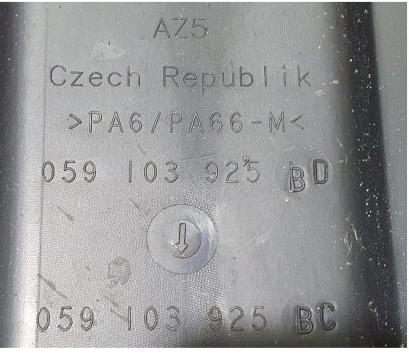 AZ5
Czech Republik
>PA6/PA66-M<
059 103 925 BD
059 103 925 BC